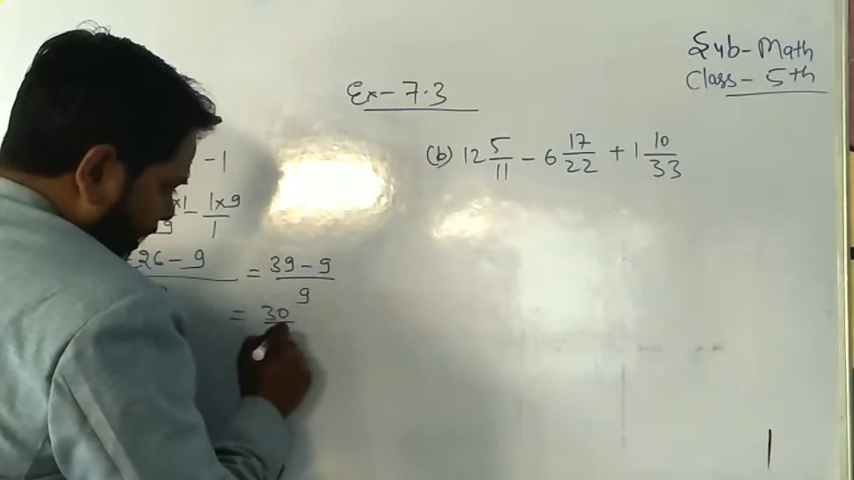 Sub-Math
Class- 5th
Ex-7.3
-1
×1/9 - 1×9/1
+26-9 = 39-9/9
= 30
(b) 12 5/11 - 6 17/22 + 1 10/33